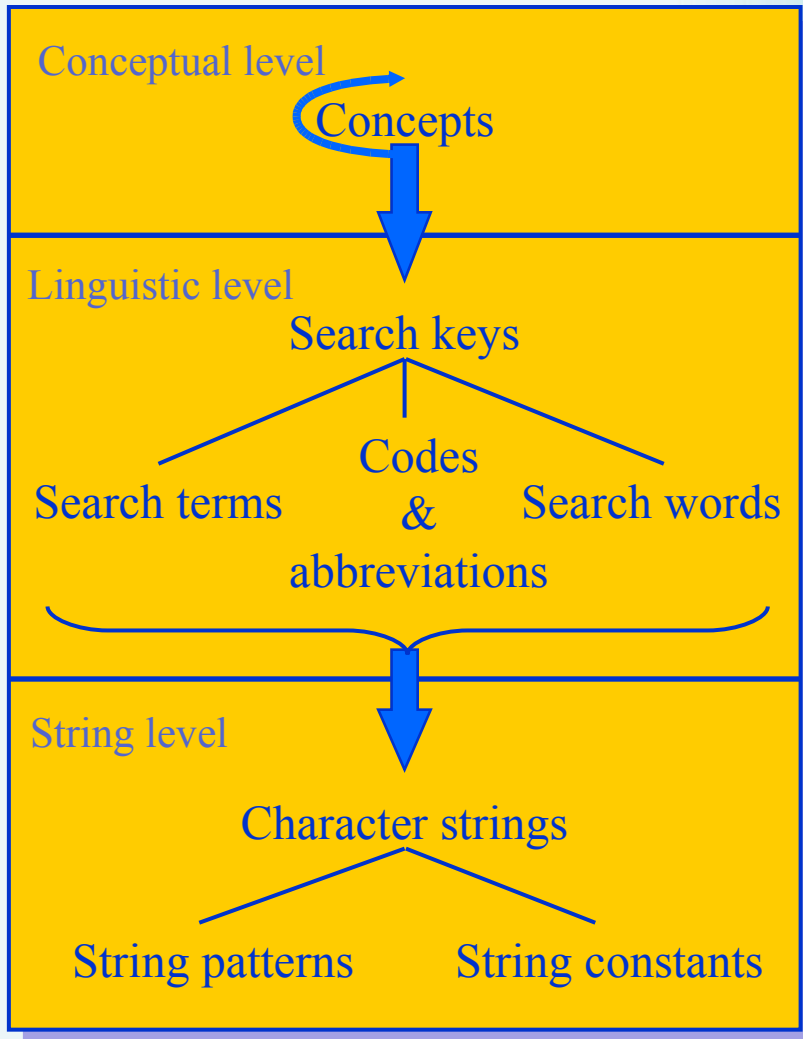 Conceptual level
Concepts
Linguistic level
Search keys
Search terms
Codes
&
abbreviations
Search words
String level
Character strings
String patterns
String constants